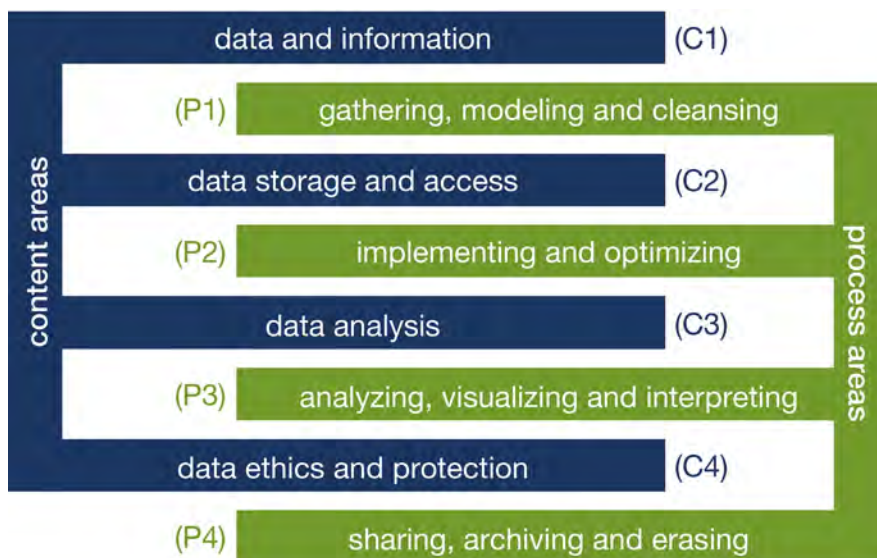 data and information (C1)
(P1) gathering, modeling and cleansing
data storage and access (C2)
(P2) implementing and optimizing
data analysis (C3)
(P3) analyzing, visualizing and interpreting
data ethics and protection (C4)
(P4) sharing, archiving and erasing
content areas
process areas